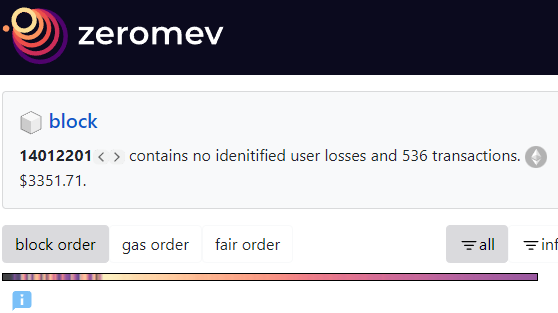 zeromev
block
14012201 < > contains no idenitified user losses and 536 transactions.
$3351.71.
block order gas order fair order all inf
i